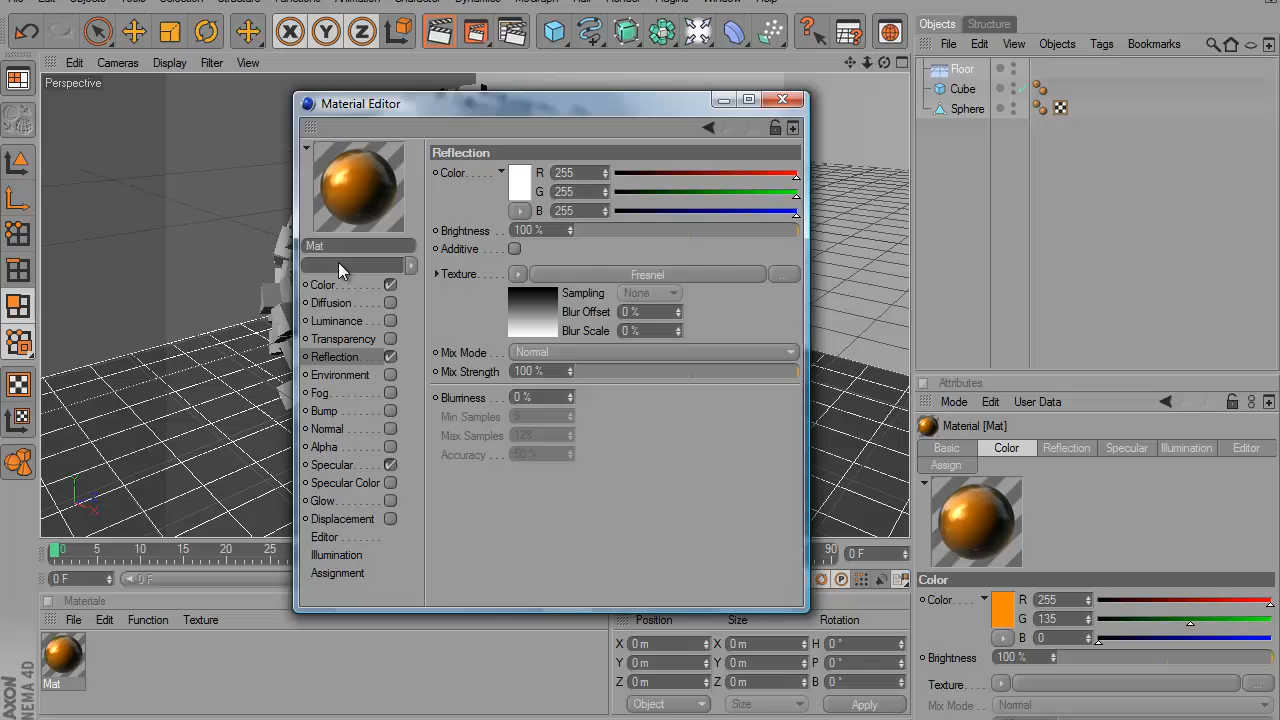 File Edit
Objects Structure
File Edit View Objects Tags Bookmarks
Edit Cameras Display Filter View
Perspective
Floor
Cube
Sphere
Material Editor
Reflection
Color R 255
G 255
B 255
Brightness 100 %
Additive
Texture Fresnel ...
Sampling None
Blur Offset 0 %
Blur Scale 0 %
Mix Mode Normal
Mix Strength 100 %
Blurriness 0 %
Min Samples 5
Max Samples 128
Accuracy 50 %
Mat
Color
Diffusion
Luminance
Transparency
Reflection
Environment
Fog
Bump
Normal
Alpha
Specular
Specular Color
Glow
Displacement
Editor
Illumination
Assignment
Attributes
Mode Edit User Data
Material [Mat]
Basic Color Reflection Specular Illumination Editor
Assign
Color
Color R 255
G 135
B 0
Brightness 100 %
Texture ...
Mix Mode Normal
0 5 10 15 20 25 90 0 F
0 F 0 F
Materials
File Edit Function Texture
Mat
Position Size Rotation
X 0 m X 0 m H 0 °
Y 0 m Y 0 m P 0 °
Z 0 m Z 0 m B 0 °
Object Size Apply
AXON
NEMA 4D
X Y Z